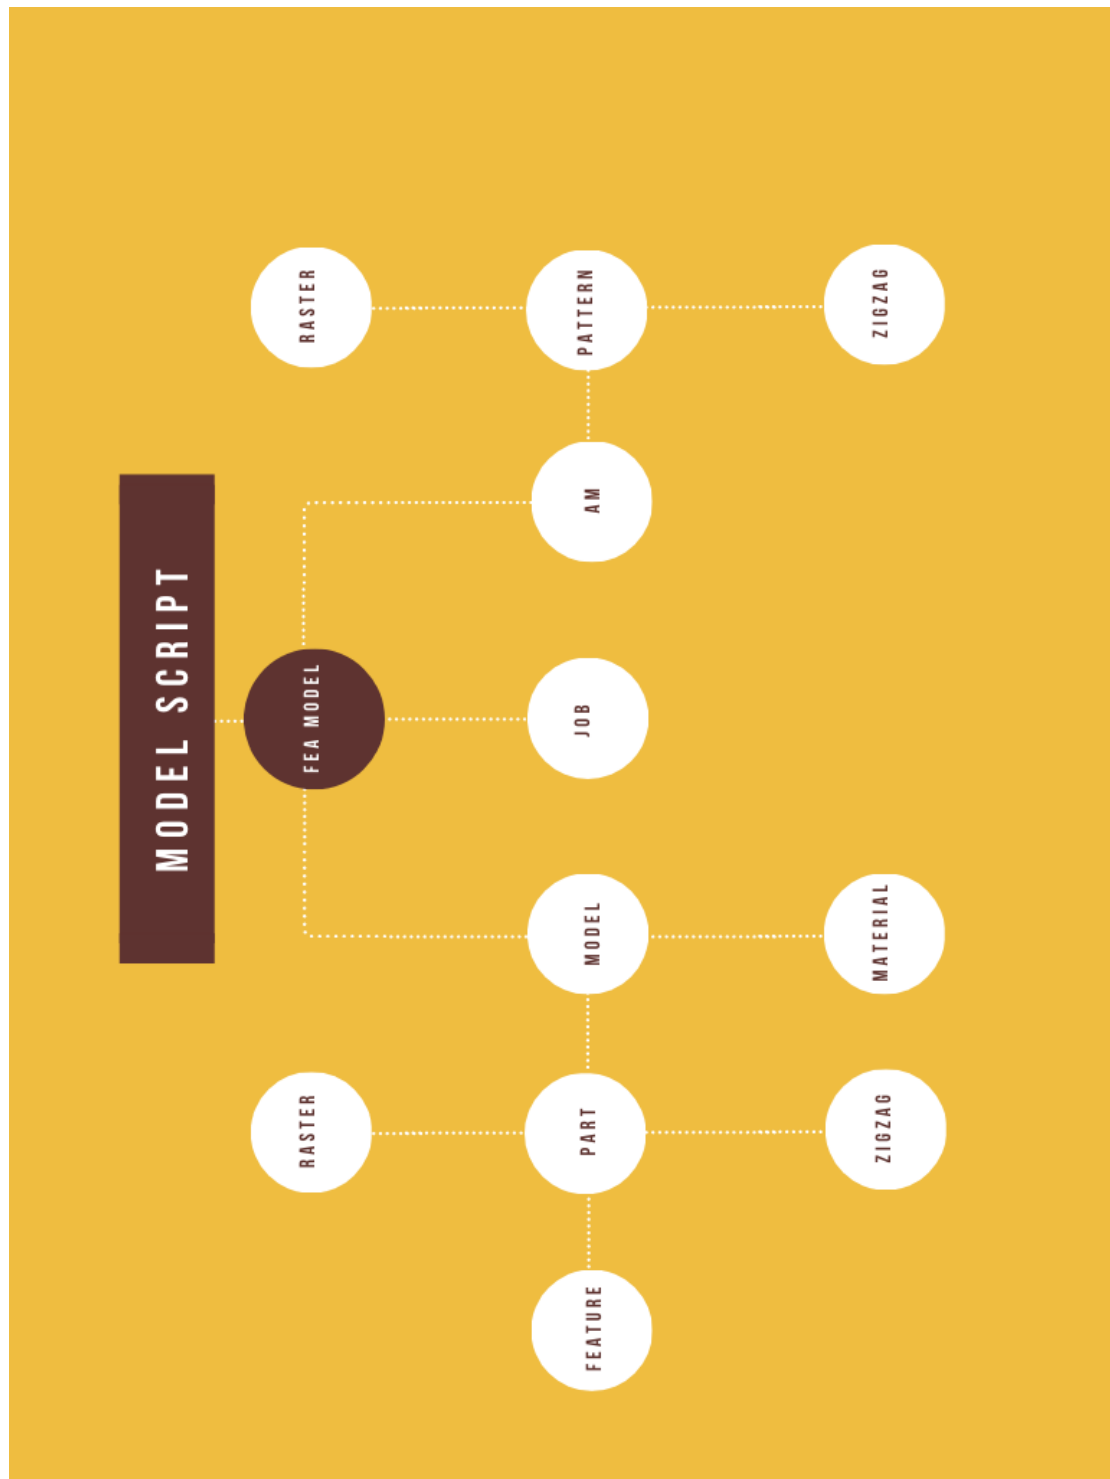 MODEL SCRIPT
FEA MODEL
RASTER
RASTER
FEATURE
PART
MODEL
JOB
AM
PATTERN
ZIGZAG
MATERIAL
ZIGZAG